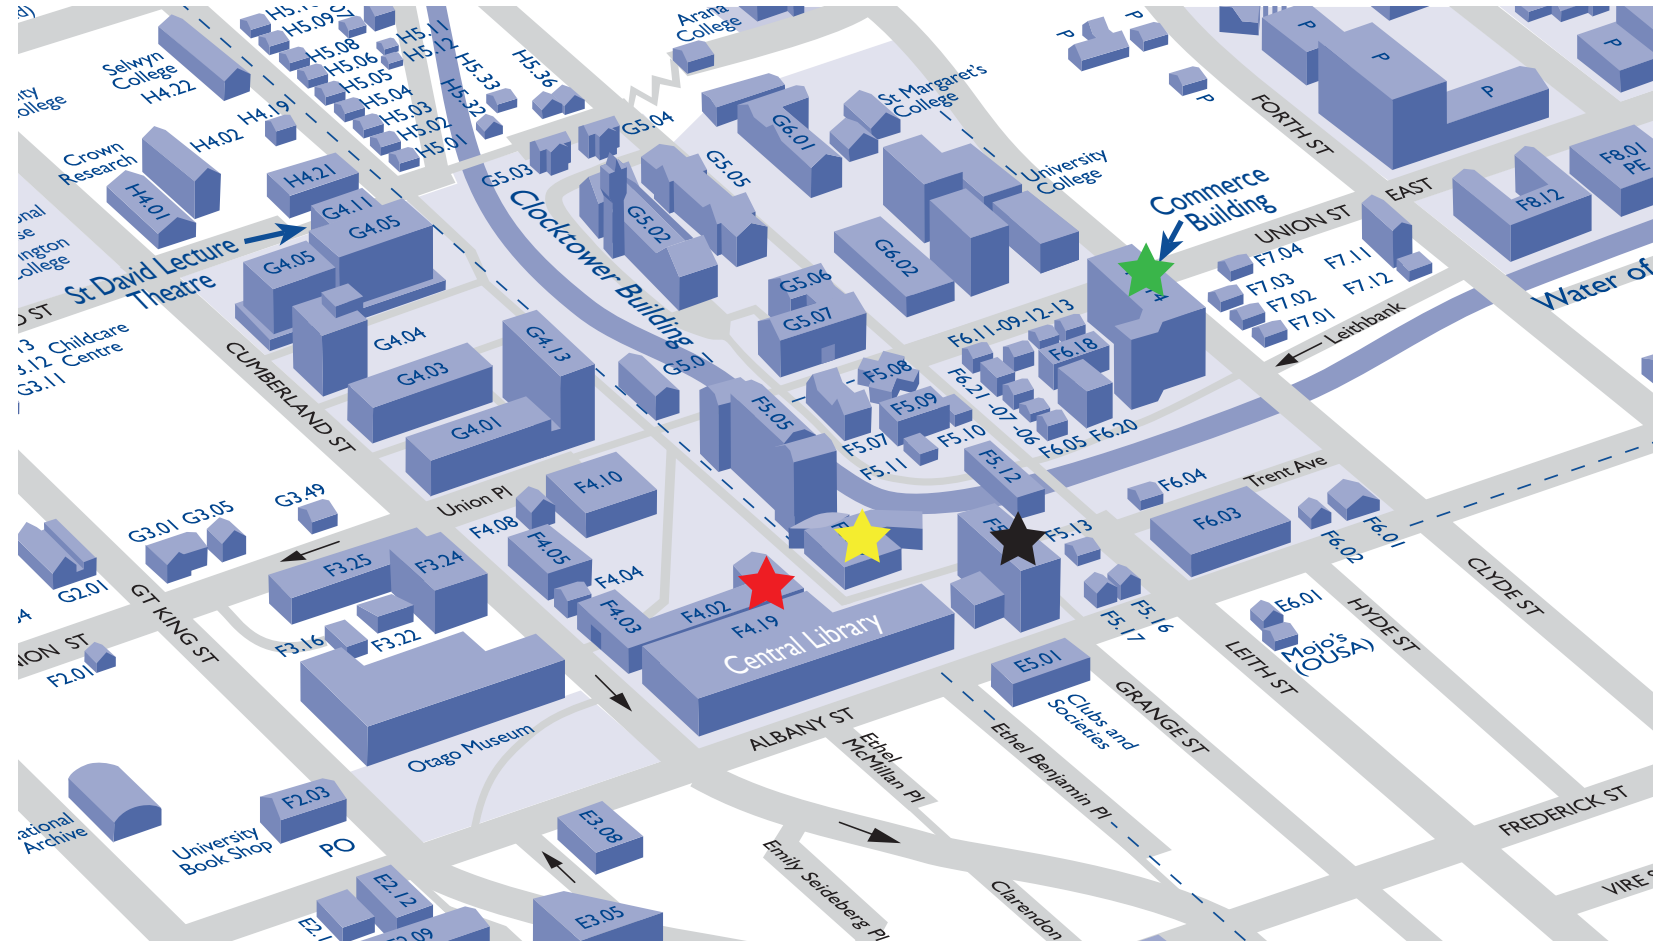 Selwyn
College
H4.22
H5.09
H5.08
H5.06
H5.05
H5.04
H5.03
H5.02
H5.01
H5.11
H5.12
H5.33
H5.32
H5.36
Arana
College
H4.19
H4.02
Crown
Research
H4.01
H4.21
G4.11
G4.05
G4.05
St David Lecture
Theatre
G5.03
G5.04
G5.05
G5.02
Clocktower Building
G6.01
St Margaret's
College
University
College
G6.02
G5.06
G5.07
G5.01
P
P
P
P
P
P
P
FORTH ST
UNION ST
EAST
Commerce
Building
F8.01
PE
F8.12
F7.04
F7.03
F7.02
F7.01
F7.11
F7.12
Leithbank
Water of
Childcare
Centre
G3.11
CUMBERLAND ST
G4.04
G4.03
G4.13
G4.01
Union Pl
F4.10
F4.08
F4.05
F4.04
F4.03
F4.02
F4.19
Central Library
F5.05
F5.08
F5.09
F5.07
F5.10
F5.11
F5.12
F5.13
F5.16
F5.17
F6.11-09-12-13
F6.18
F6.21 -07 -06
F6.05
F6.20
F6.04
Trent Ave
F6.03
F6.02
F6.01
CLYDE ST
HYDE ST
LEITH ST
GRANGE ST
E6.01
Mojo's
(OUSA)
E5.01
Clubs and
Societies
G3.01
G3.05
G3.49
G2.01
GT KING ST
F3.25
F3.24
F3.22
F3.16
F2.01
Otago Museum
ALBANY ST
Ethel
McMillan Pl
Ethel Benjamin Pl
FREDERICK ST
Archive
University
Book Shop
F2.03
PO
E3.08
E3.05
E2.12
Emily Seideberg Pl
Clarendon